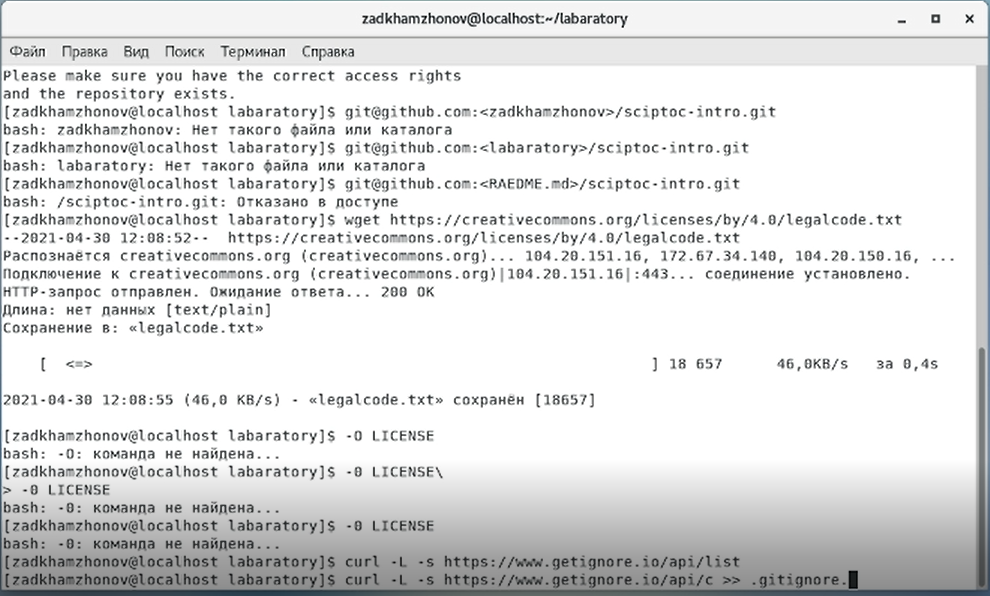 zadkhamzhonov@localhost:~/labaratory
Файл Правка Вид Поиск Терминал Справка
Please make sure you have the correct access rights
and the repository exists.
[zadkhamzhonov@localhost labaratory]$ git@github.com:<zadkhamzhonov>/sciptoc-intro.git
bash: zadkhamzhonov: Нет такого файла или каталога
[zadkhamzhonov@localhost labaratory]$ git@github.com:<labaratory>/sciptoc-intro.git
bash: labaratory: Нет такого файла или каталога
[zadkhamzhonov@localhost labaratory]$ git@github.com:<RAEDME.md>/sciptoc-intro.git
bash: /sciptoc-intro.git: Отказано в доступе
[zadkhamzhonov@localhost labaratory]$ wget https://creativecommons.org/licenses/by/4.0/legalcode.txt
--2021-04-30 12:08:52--  https://creativecommons.org/licenses/by/4.0/legalcode.txt
Распознаётся creativecommons.org (creativecommons.org)... 104.20.151.16, 172.67.34.140, 104.20.150.16, ...
Подключение к creativecommons.org (creativecommons.org)|104.20.151.16|:443... соединение установлено.
HTTP-запрос отправлен. Ожидание ответа... 200 OK
Длина: нет данных [text/plain]
Сохранение в: «legalcode.txt»
[ <=> ] 18 657 46,0KB/s за 0,4s
2021-04-30 12:08:55 (46,0 KB/s) - «legalcode.txt» сохранён [18657]
[zadkhamzhonov@localhost labaratory]$ -O LICENSE
bash: -O: команда не найдена...
[zadkhamzhonov@localhost labaratory]$ -0 LICENSE\
> -0 LICENSE
bash: -0: команда не найдена...
[zadkhamzhonov@localhost labaratory]$ -0 LICENSE
bash: -0: команда не найдена...
[zadkhamzhonov@localhost labaratory]$ curl -L -s https://www.getignore.io/api/list
[zadkhamzhonov@localhost labaratory]$ curl -L -s https://www.getignore.io/api/c >> .gitignore.